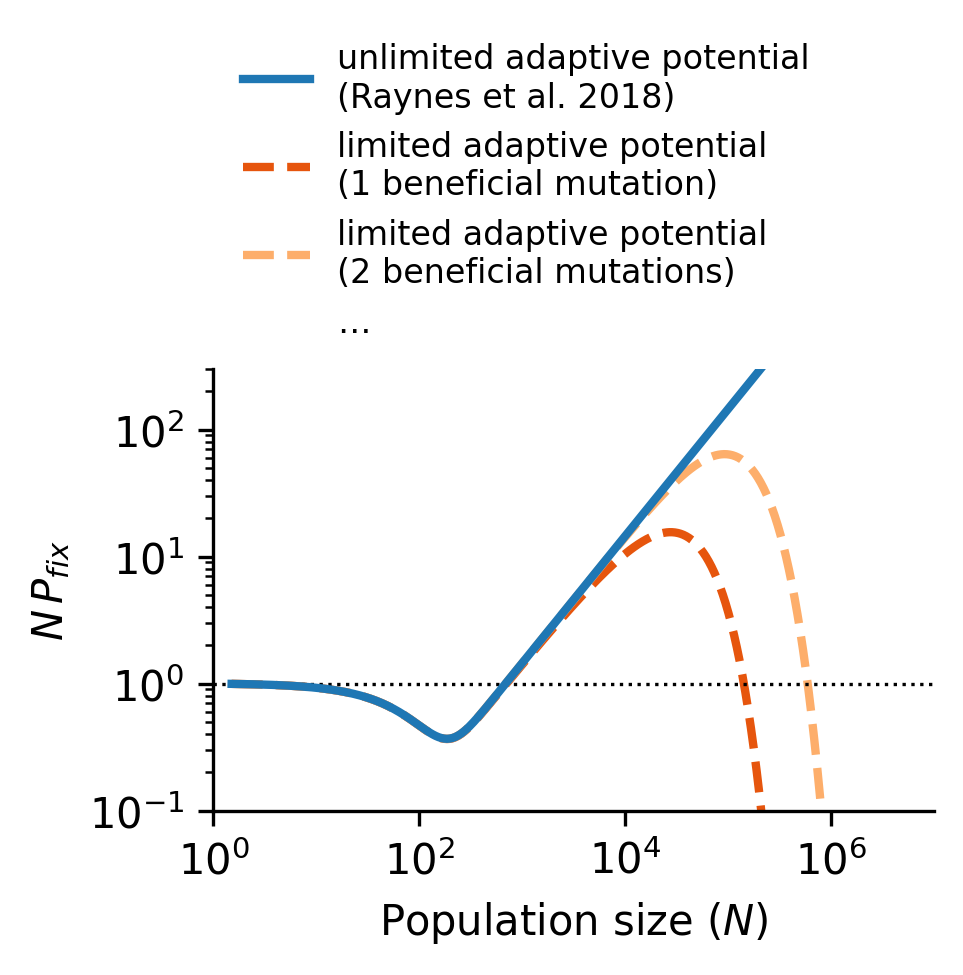 unlimited adaptive potential
(Raynes et al. 2018)
limited adaptive potential
(1 beneficial mutation)
limited adaptive potential
(2 beneficial mutations)
...
N P_fix
10^2
10^1
10^0
10^-1
10^0 10^2 10^4 10^6
Population size (N)